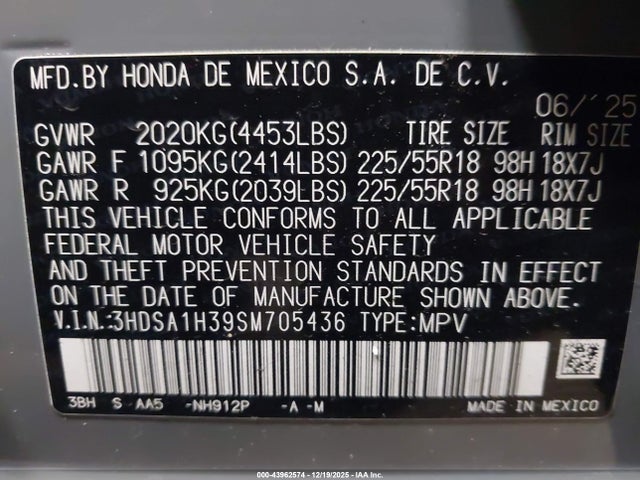 MFD.BY HONDA DE MEXICO S.A. DE C.V.
06/'25
GVWR 2020KG(4453LBS) TIRE SIZE RIM SIZE
GAWR F 1095KG(2414LBS) 225/55R18 98H 18X7J
GAWR R 925KG(2039LBS) 225/55R18 98H 18X7J
THIS VEHICLE CONFORMS TO ALL APPLICABLE
FEDERAL MOTOR VEHICLE SAFETY
AND THEFT PREVENTION STANDARDS IN EFFECT
ON THE DATE OF MANUFACTURE SHOWN ABOVE.
V.I.N.:3HDSA1H39SM705436 TYPE:MPV
3BH S AA5 -NH912P -A -M MADE IN MEXICO
000-43962574 | 12/19/2025 | IAA Inc.